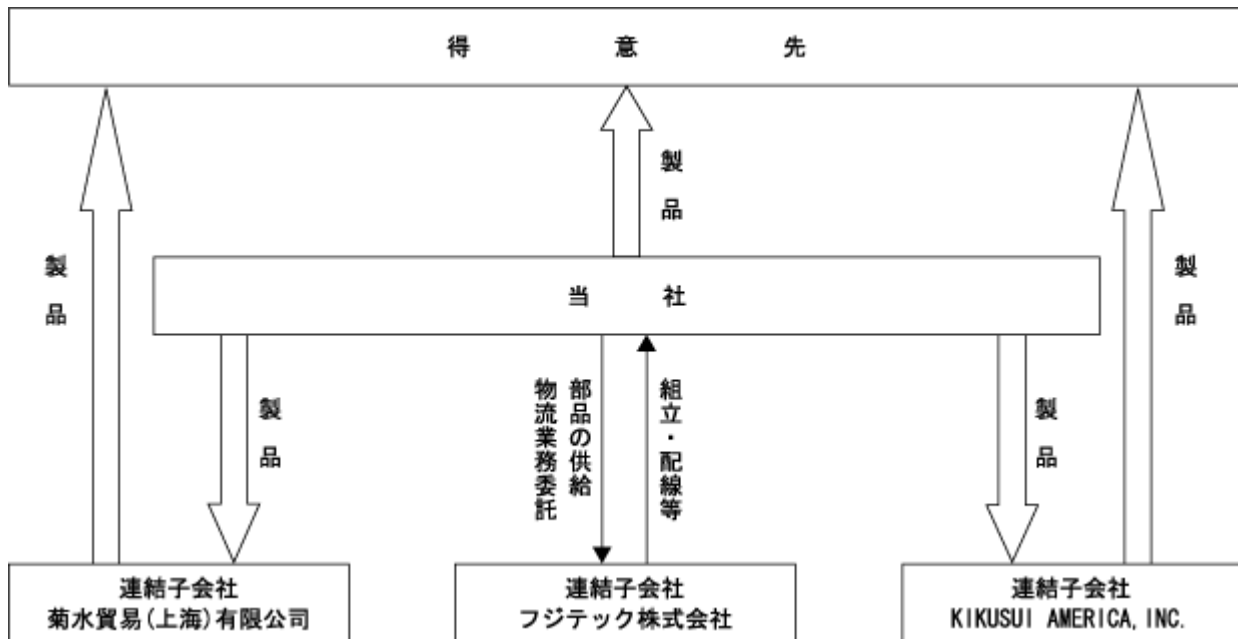 得意先
製品
製品
製品
当社
製品
部品の供給
物流業務委託
組立・配線等
製品
連結子会社
菊水貿易(上海)有限公司
連結子会社
フジテック株式会社
連結子会社
KIKUSUI AMERICA, INC.